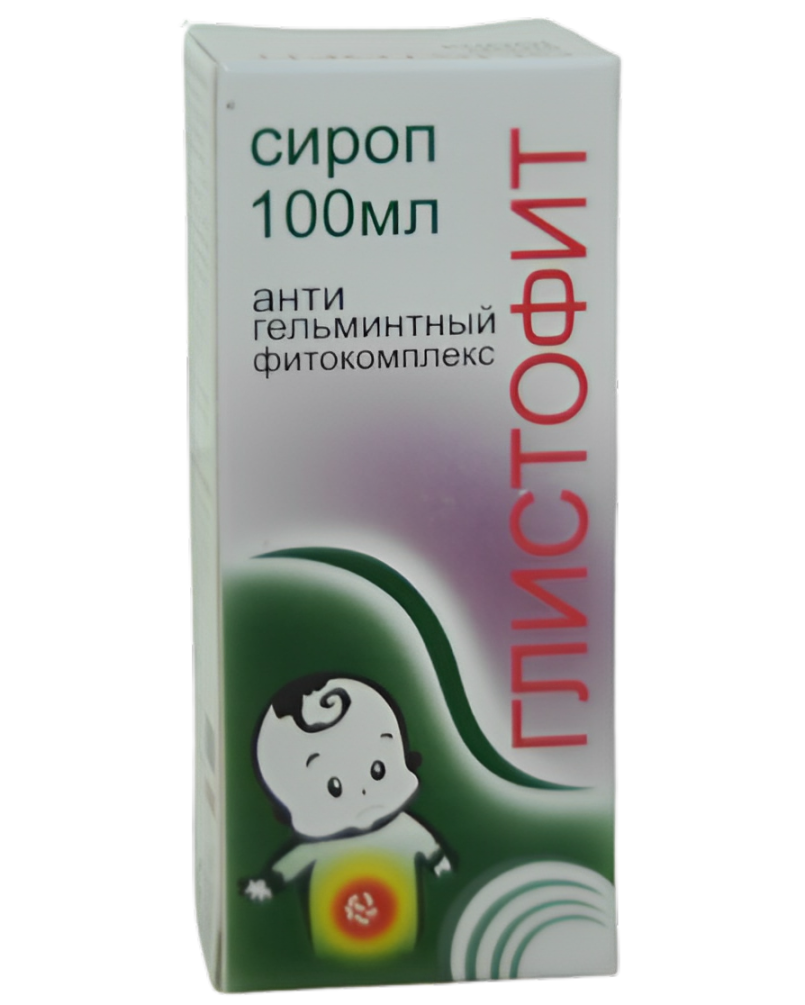 сироп
100мл
анти
гельминтный
фитокомплекс
ГЛИСТОФИТ